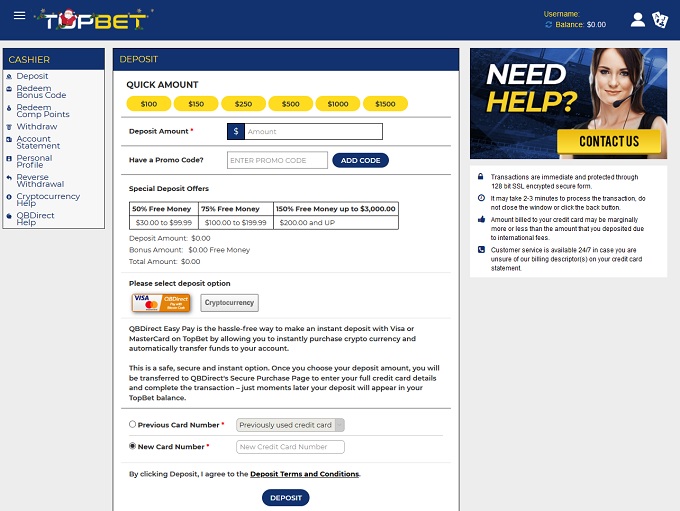 TOPBET
Username:
Balance: $0.00
CASHIER
Deposit
Redeem
Bonus Code
Redeem
Comp Points
Withdraw
Account
Statement
Personal
Profile
Reverse
Withdrawal
Cryptocurrency
Help
QBDirect
Help
DEPOSIT
QUICK AMOUNT
$100 $150 $250 $500 $1000 $1500
Deposit Amount * $ Amount
Have a Promo Code? ENTER PROMO CODE ADD CODE
Special Deposit Offers
50% Free Money 75% Free Money 150% Free Money up to $3,000.00
$30.00 to $99.99 $100.00 to $199.99 $200.00 and UP
Deposit Amount: $0.00
Bonus Amount: $0.00 Free Money
Total Amount: $0.00
Please select deposit option
VISA MasterCard QBDirect Cryptocurrency
QBDirect Easy Pay is the hassle-free way to make an instant deposit with Visa or
MasterCard on TopBet by allowing you to instantly purchase crypto currency and
automatically transfer funds to your account.
This is a safe, secure and instant option. Once you choose your deposit amount, you will
be transferred to QBDirect's Secure Purchase Page to enter your full credit card details
and complete the transaction – just moments later your deposit will appear in your
TopBet balance.
Previous Card Number * Previously used credit card
New Card Number * New Credit Card Number
By clicking Deposit, I agree to the Deposit Terms and Conditions.
DEPOSIT
NEED
HELP?
CONTACT US
Transactions are immediate and protected through
128 bit SSL encrypted secure form.
It may take 2-3 minutes to process the transaction, do
not close the window or click the back button.
Amount billed to your credit card may be marginally
more or less than the amount that you deposited due
to international fees.
Customer service is available 24/7 in case you are
unsure of our billing descriptor(s) on your credit card
statement.